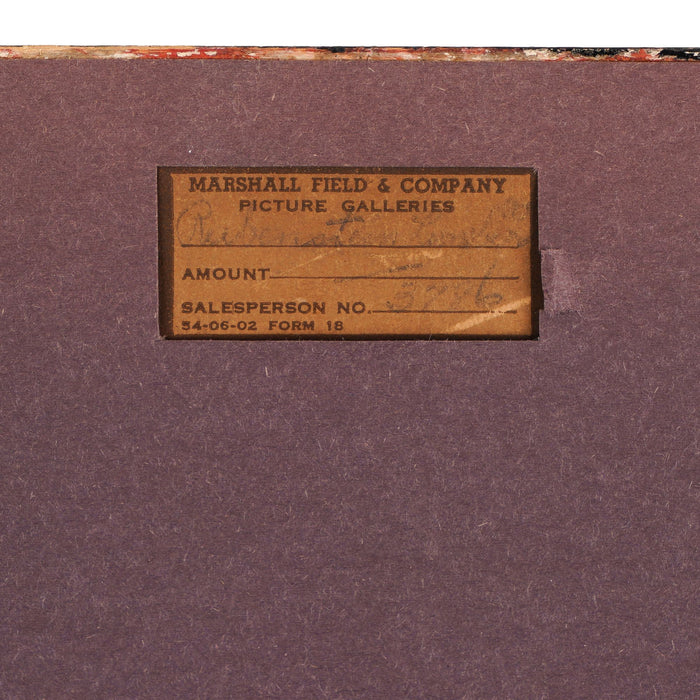 MARSHALL FIELD & COMPANY
PICTURE GALLERIES
AMOUNT
SALESPERSON NO.
54-06-02 FORM 18